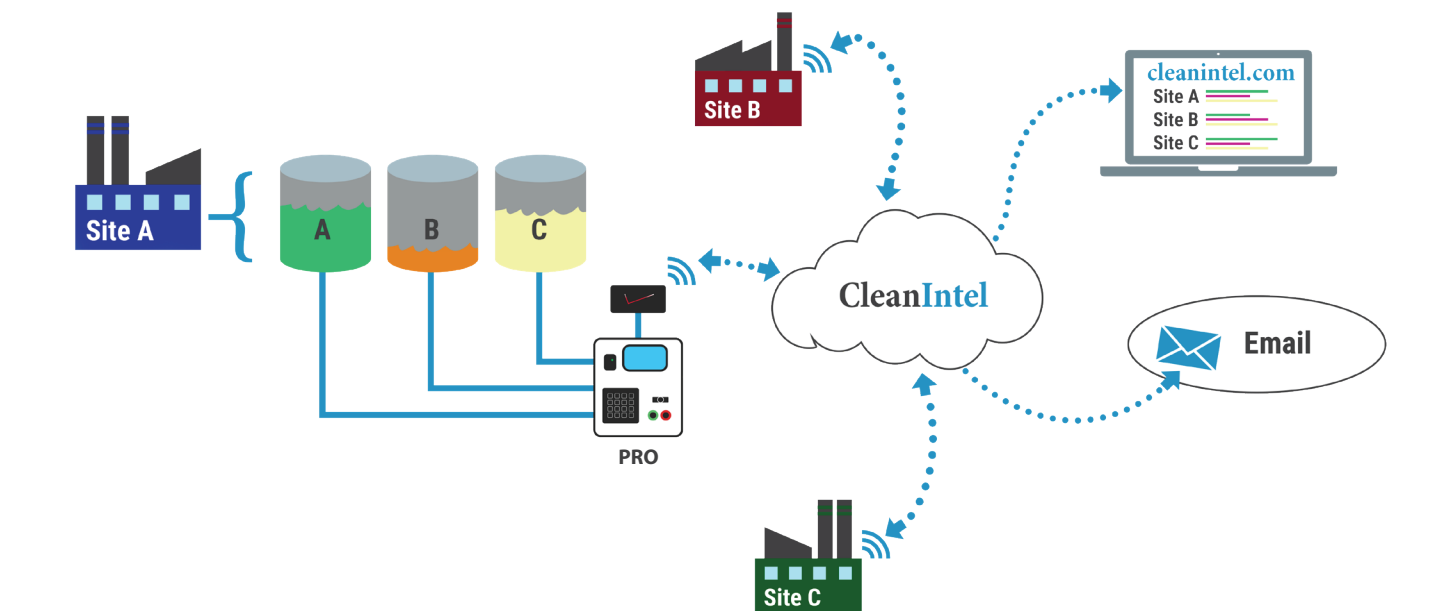 Site B
cleanintel.com
Site A
Site B
Site C
Site A
A
B
C
CleanIntel
Email
PRO
Site C